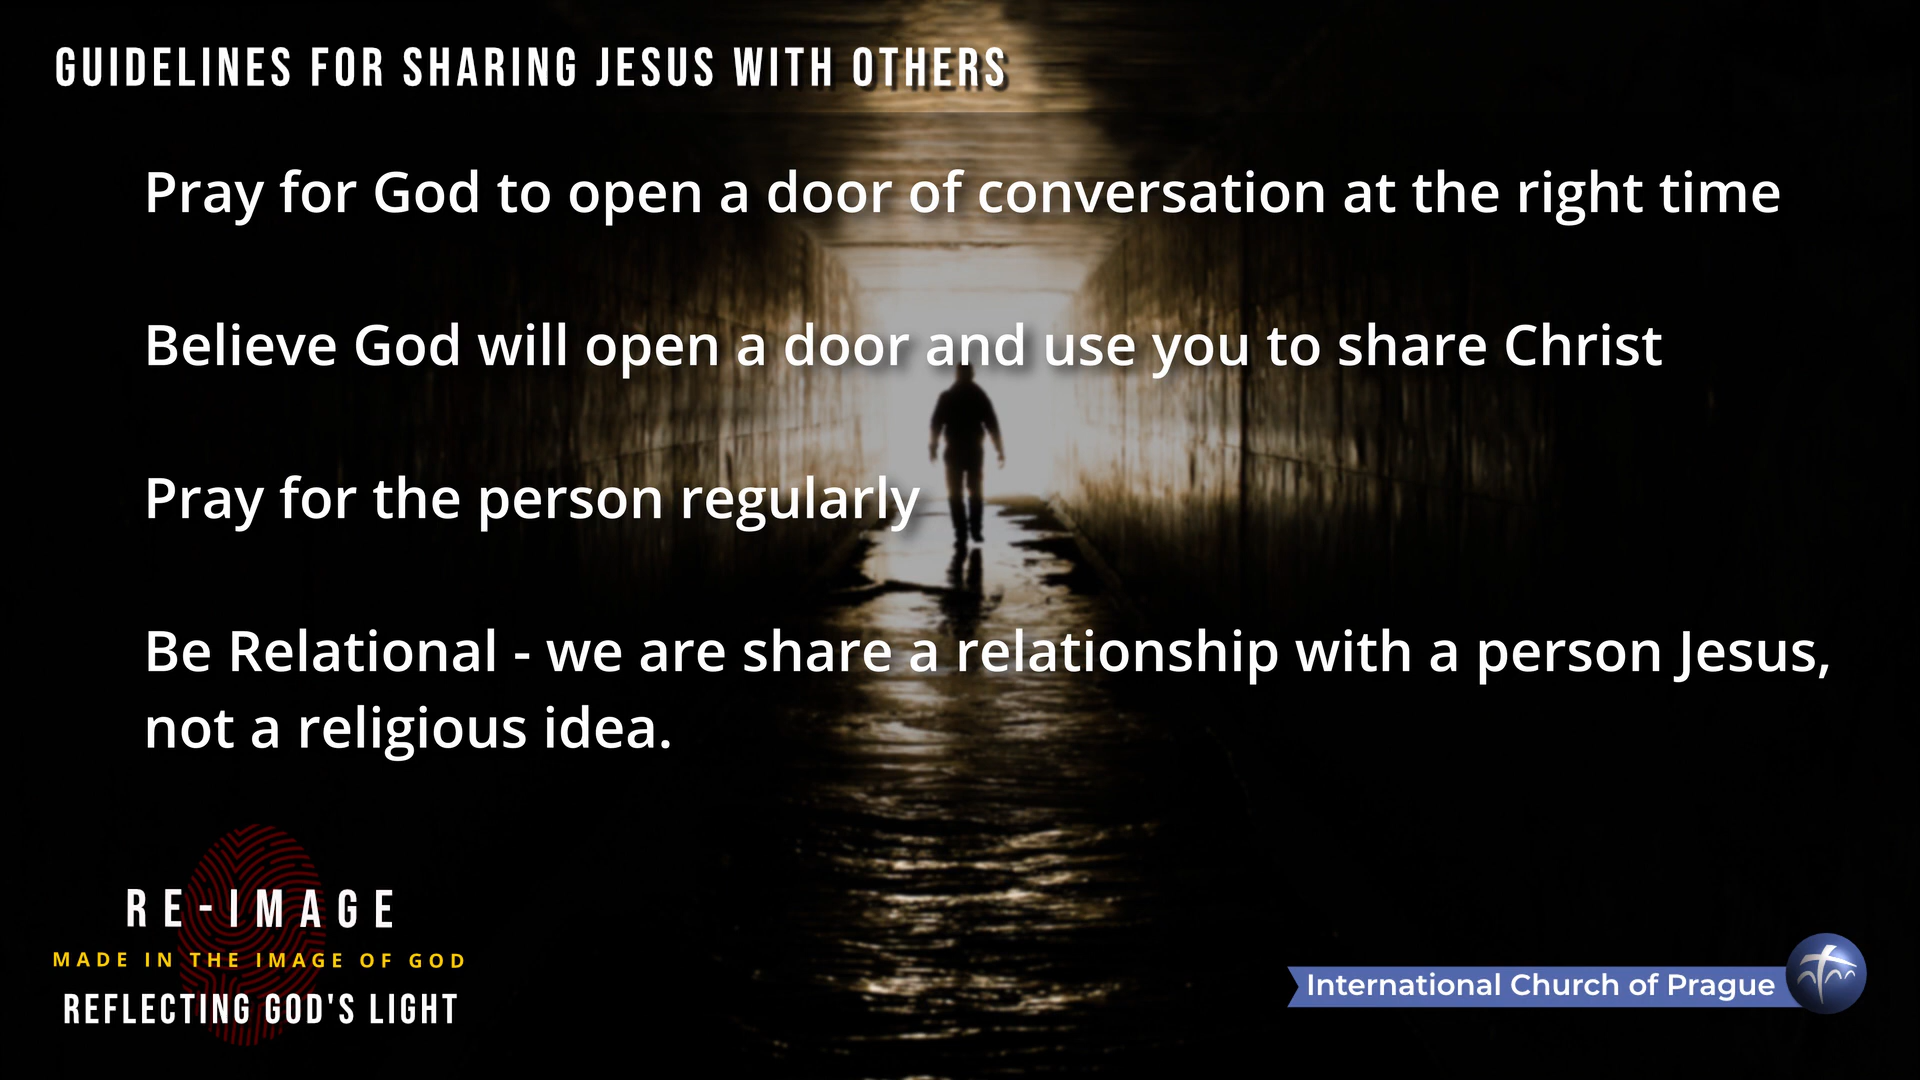 GUIDELINES FOR SHARING JESUS WITH OTHERS
Pray for God to open a door of conversation at the right time
Believe God will open a door and use you to share Christ
Pray for the person regularly
Be Relational - we are share a relationship with a person Jesus,
not a religious idea.
RE-IMAGE
MADE IN THE IMAGE OF GOD
REFLECTING GOD'S LIGHT
International Church of Prague